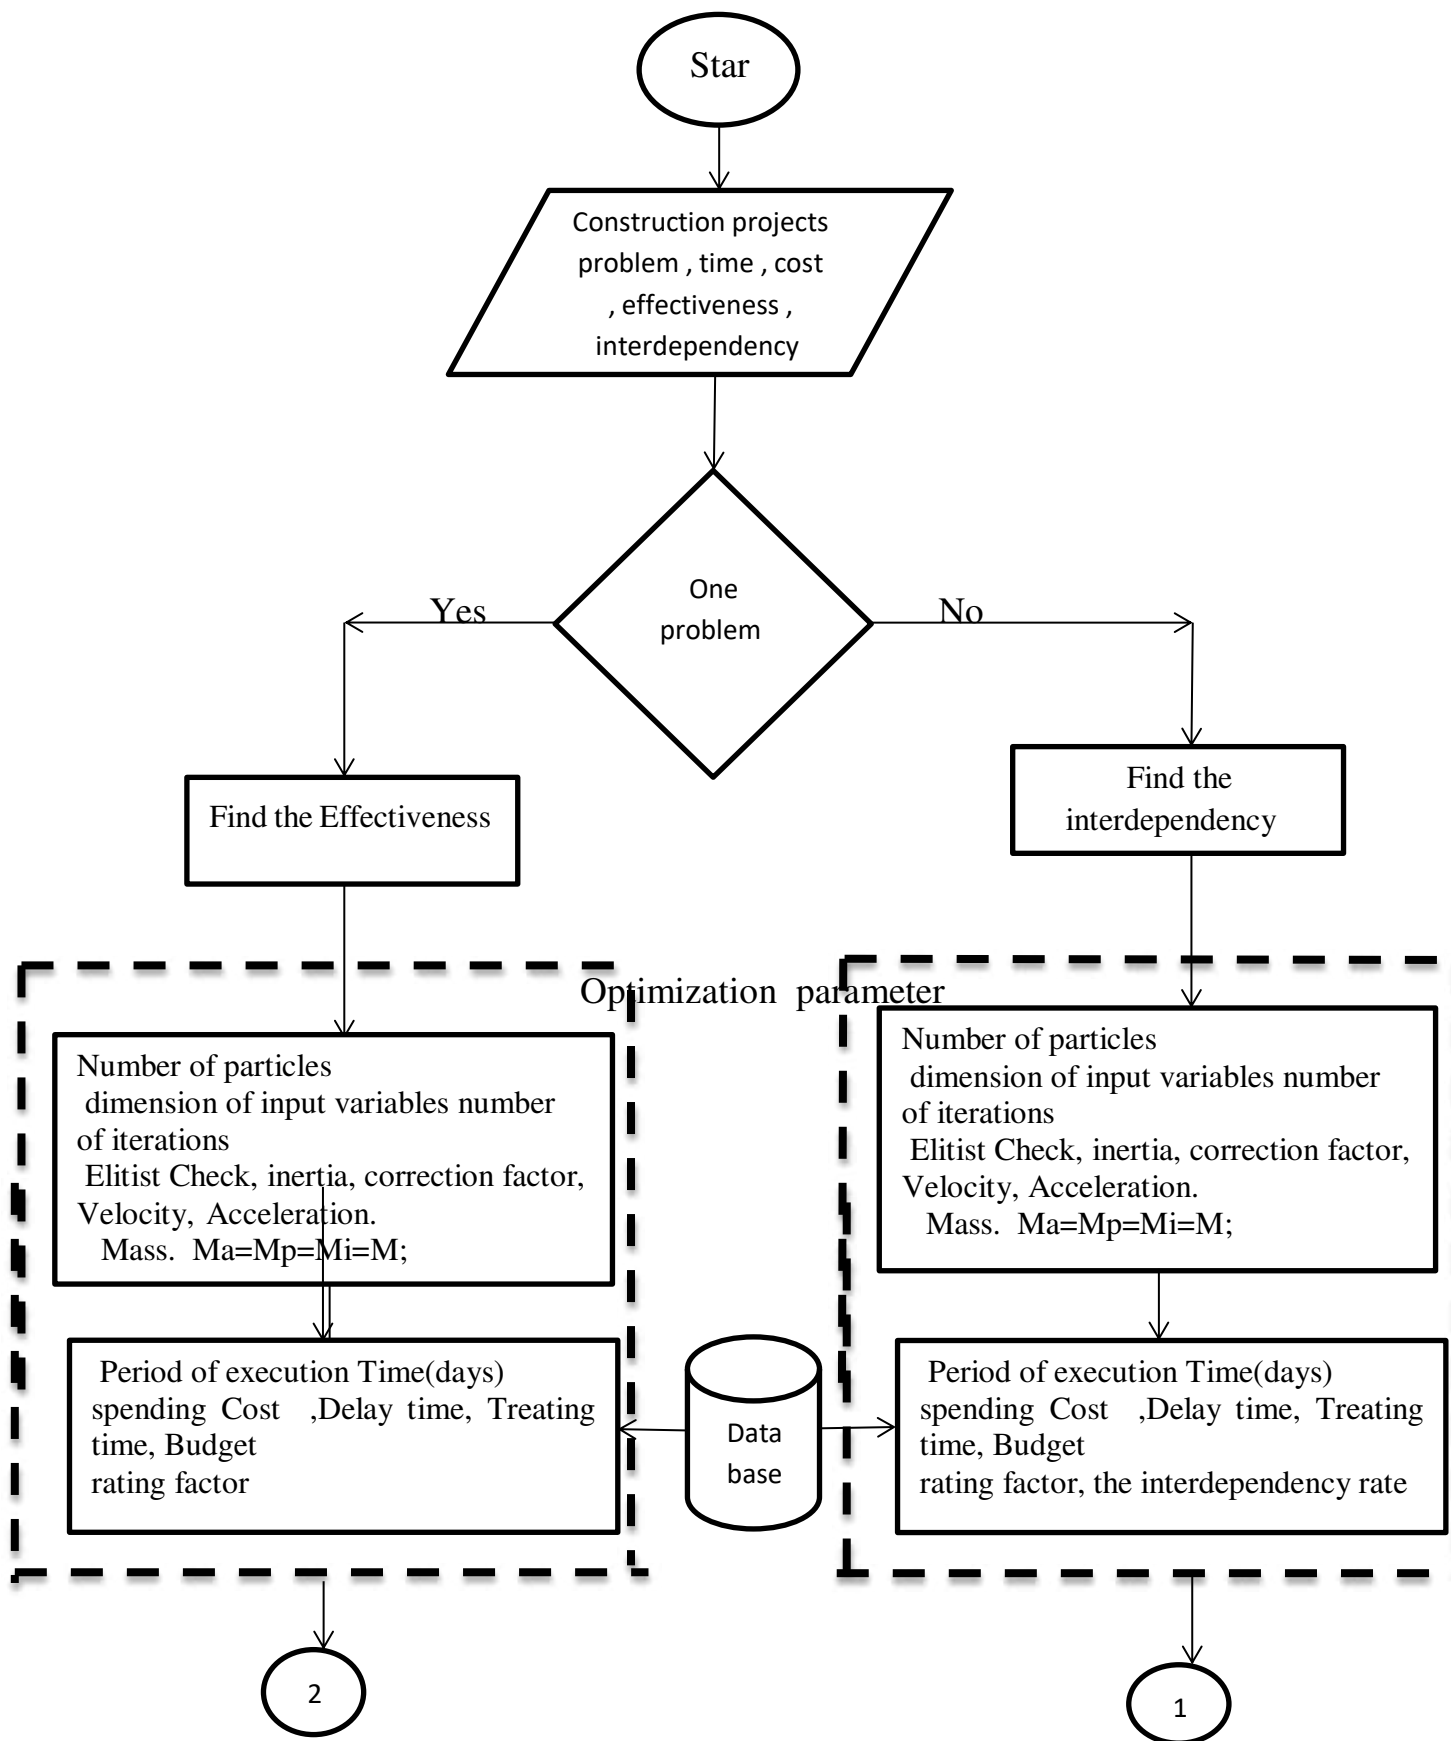 Star
Construction projects
problem , time , cost
, effectiveness ,
interdependency
One
problem
Yes
No
Find the Effectiveness
Find the
interdependency
Optimization parameter
Number of particles
dimension of input variables number
of iterations
Elitist Check, inertia, correction factor,
Velocity, Acceleration.
Mass. Ma=Mp=Mi=M;
Number of particles
dimension of input variables number
of iterations
Elitist Check, inertia, correction factor,
Velocity, Acceleration.
Mass. Ma=Mp=Mi=M;
Period of execution Time(days)
spending Cost ,Delay time, Treating
time, Budget
rating factor
Data
base
Period of execution Time(days)
spending Cost ,Delay time, Treating
time, Budget
rating factor, the interdependency rate
2
1